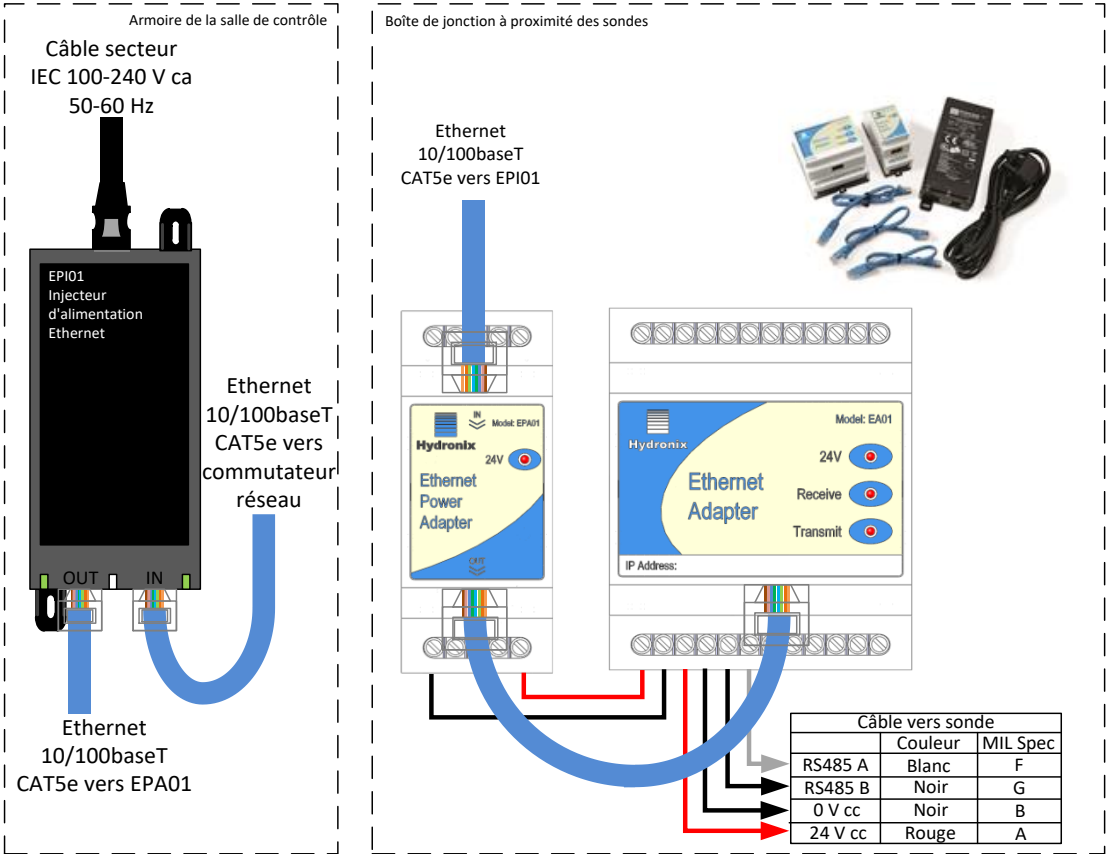 Armoire de la salle de contrôle
Câble secteur
IEC 100-240 V ca
50-60 Hz
EPI01
Injecteur
d'alimentation
Ethernet
Ethernet
10/100baseT
CAT5e vers
commutateur
réseau
OUT
IN
Ethernet
10/100baseT
CAT5e vers EPA01
Boîte de jonction à proximité des sondes
Ethernet
10/100baseT
CAT5e vers EPI01
IN
Model: EPA01
Hydronix
24V
Ethernet
Power
Adapter
OUT
Hydronix
Model: EA01
24V
Ethernet
Adapter
Receive
Transmit
IP Address:
Câble vers sonde
Couleur MIL Spec
RS485 A Blanc F
RS485 B Noir G
0 V cc Noir B
24 V cc Rouge A